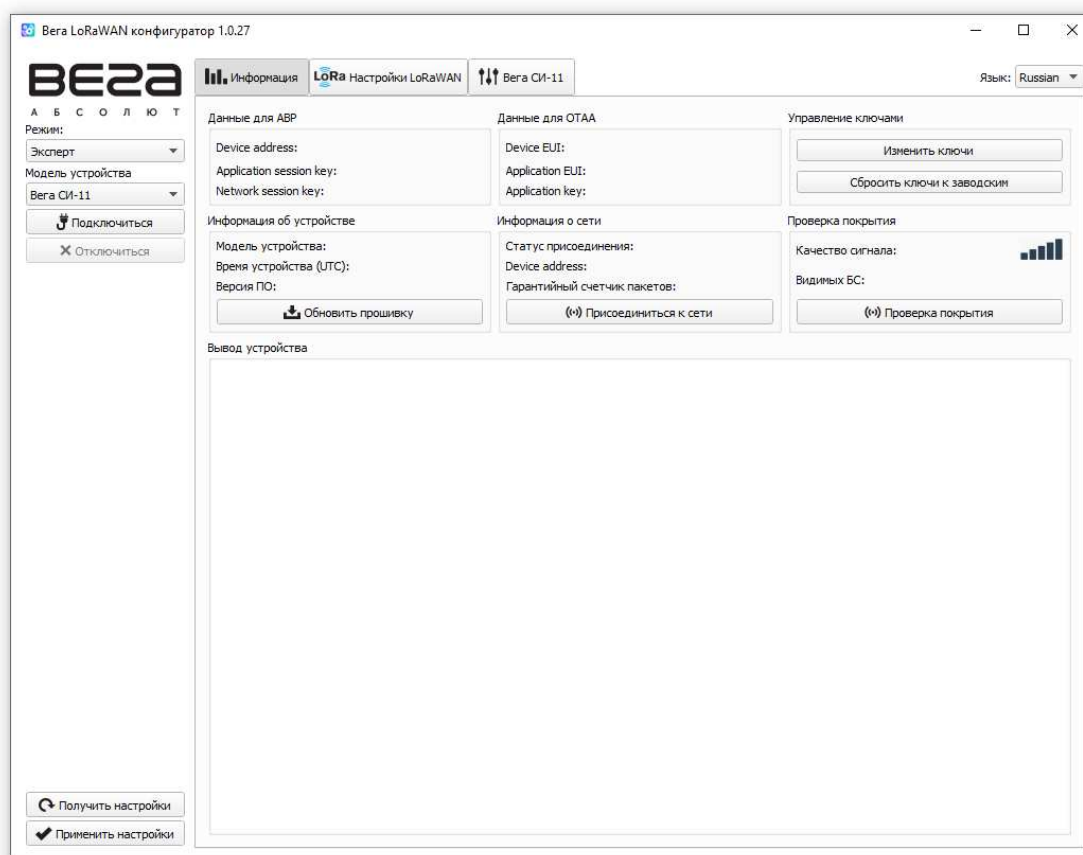 Вега LoRaWAN конфигуратор 1.0.27
ВЕГА
АБСОЛЮТ
Режим:
Эксперт
Модель устройства
Вега СИ-11
Подключиться
Отключиться
Получить настройки
Применить настройки
Информация
LoRa Настройки LoRaWAN
Вега СИ-11
Язык: Russian
Данные для ABP
Device address:
Application session key:
Network session key:
Данные для OTAA
Device EUI:
Application EUI:
Application key:
Управление ключами
Изменить ключи
Сбросить ключи к заводским
Информация об устройстве
Модель устройства:
Время устройства (UTC):
Версия ПО:
Обновить прошивку
Информация о сети
Статус присоединения:
Device address:
Гарантийный счетчик пакетов:
Присоединиться к сети
Проверка покрытия
Качество сигнала:
Видимых БС:
Проверка покрытия
Вывод устройства